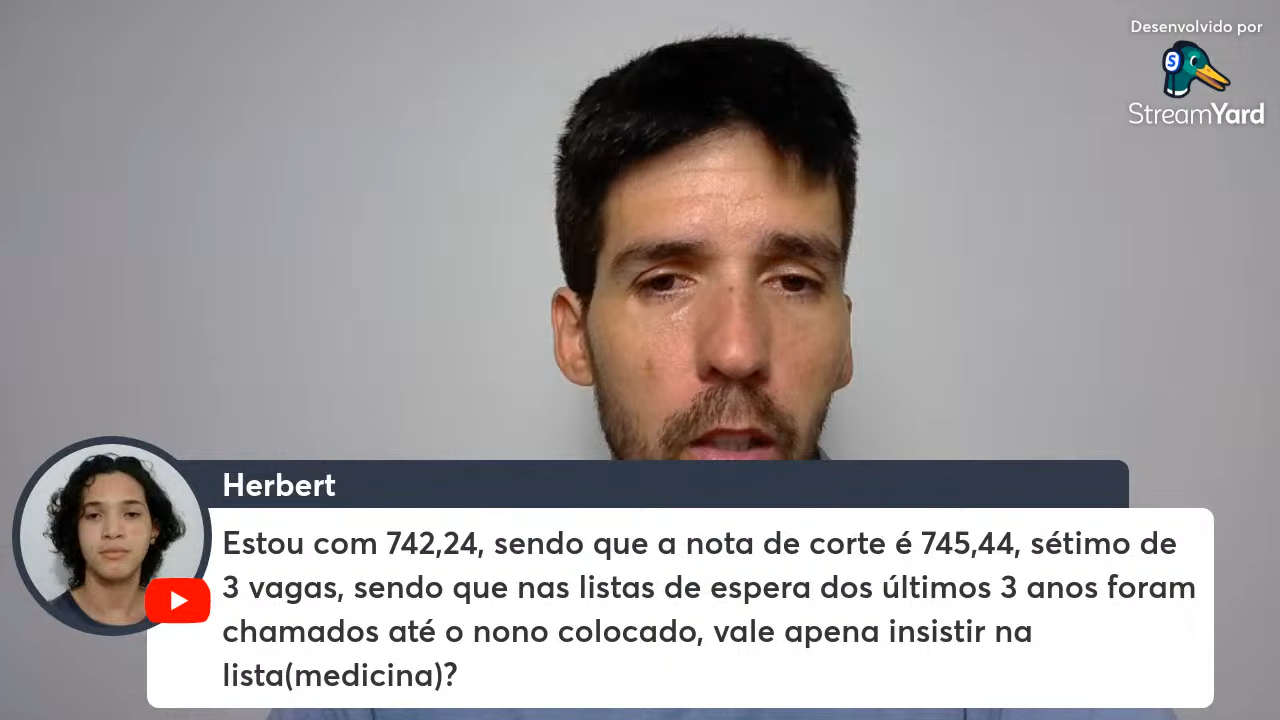 Desenvolvido por
S
StreamYard
Herbert
Estou com 742,24, sendo que a nota de corte é 745,44, sétimo de
3 vagas, sendo que nas listas de espera dos últimos 3 anos foram
chamados até o nono colocado, vale apena insistir na
lista(medicina)?